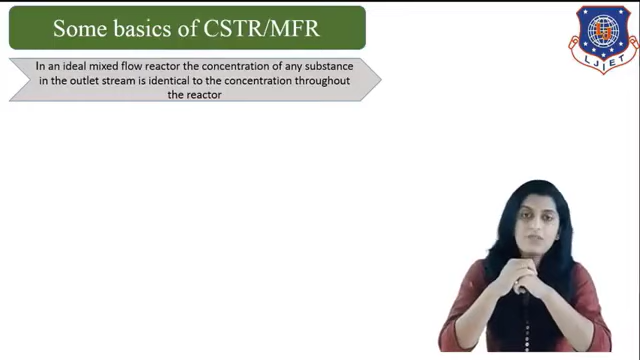 Some basics of CSTR/MFR
In an ideal mixed flow reactor the concentration of any substance
in the outlet stream is identical to the concentration throughout
the reactor
LJIET